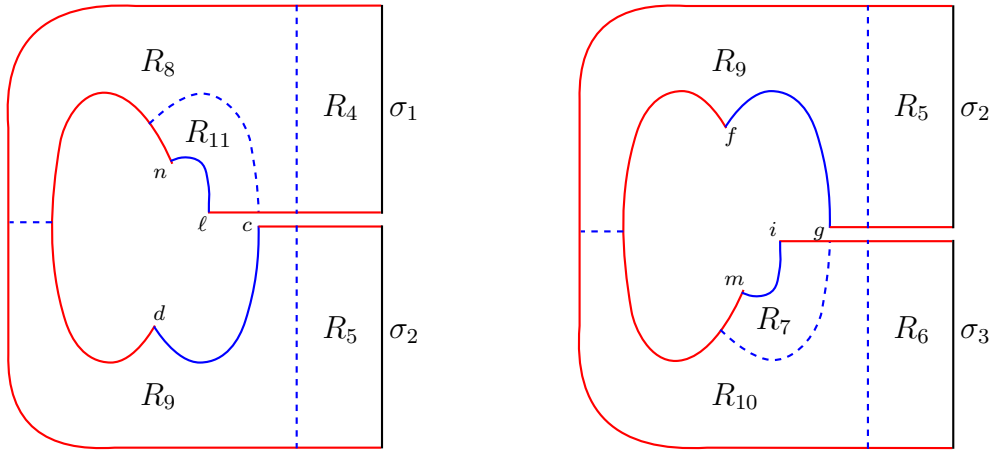 R₈ R₉
R₄ σ₁ R₅ σ₂
R₁₁ f
n
ℓ c i g
m
d R₇
R₅ σ₂ R₆ σ₃
R₉ R₁₀